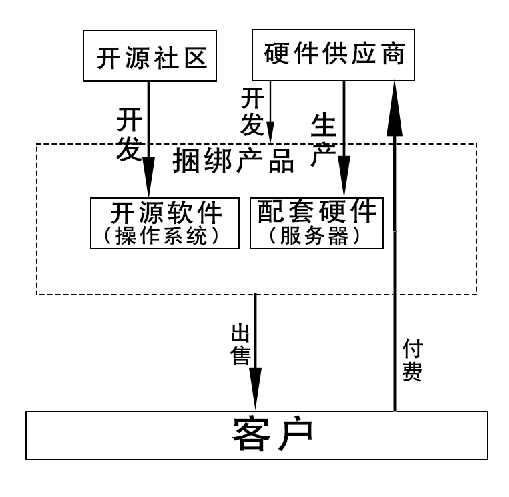 开源社区
硬件供应商
开发
开发
生产
捆绑产品
开源软件
（操作系统）
配套硬件
（服务器）
出售
付费
客户